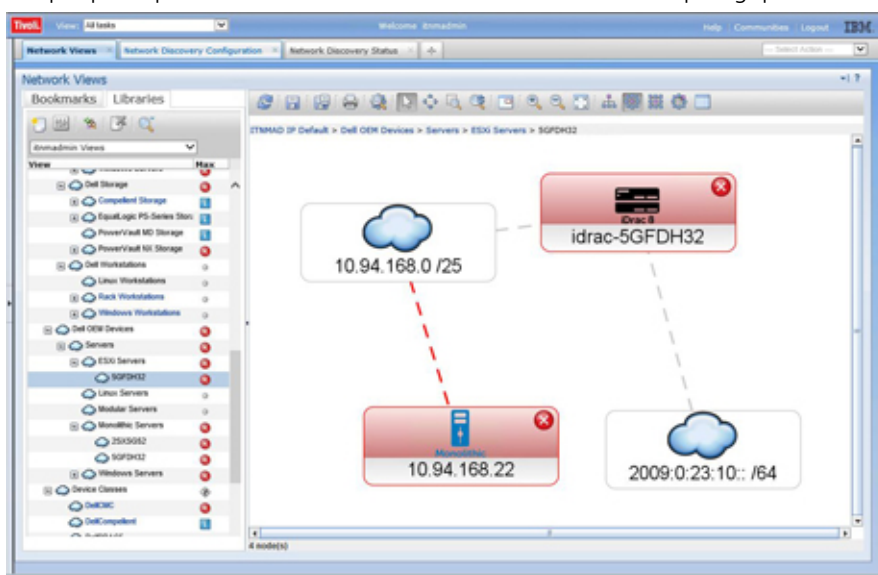 Tivoli. View: All tasks Welcome itnmadmin Help Communities Logout IBM
Network Views Network Discovery Configuration Network Discovery Status --- Select Action ---
Network Views
Bookmarks Libraries
itnmadmin Views
ITNMAD IP Default > Dell OEM Devices > Servers > ESXi Servers > 5GFDH32
View Max
Windows Servers
Dell Storage
Compellent Storage
EqualLogic PS-Series Stor
PowerVault MD Storage
PowerVault NX Storage
Dell Workstations
Linux Workstations
Rack Workstations
Windows Workstations
Dell OEM Devices
Servers
ESXi Servers
5GFDH32
Linux Servers
Modular Servers
Monolithic Servers
2SXSG52
5GFDH32
Windows Servers
Device Classes
DellCMC
DellCompellent
iDrac 8
idrac-5GFDH32
10.94.168.0 /25
Monolithic
10.94.168.22
2009:0:23:10:: /64
4 node(s)